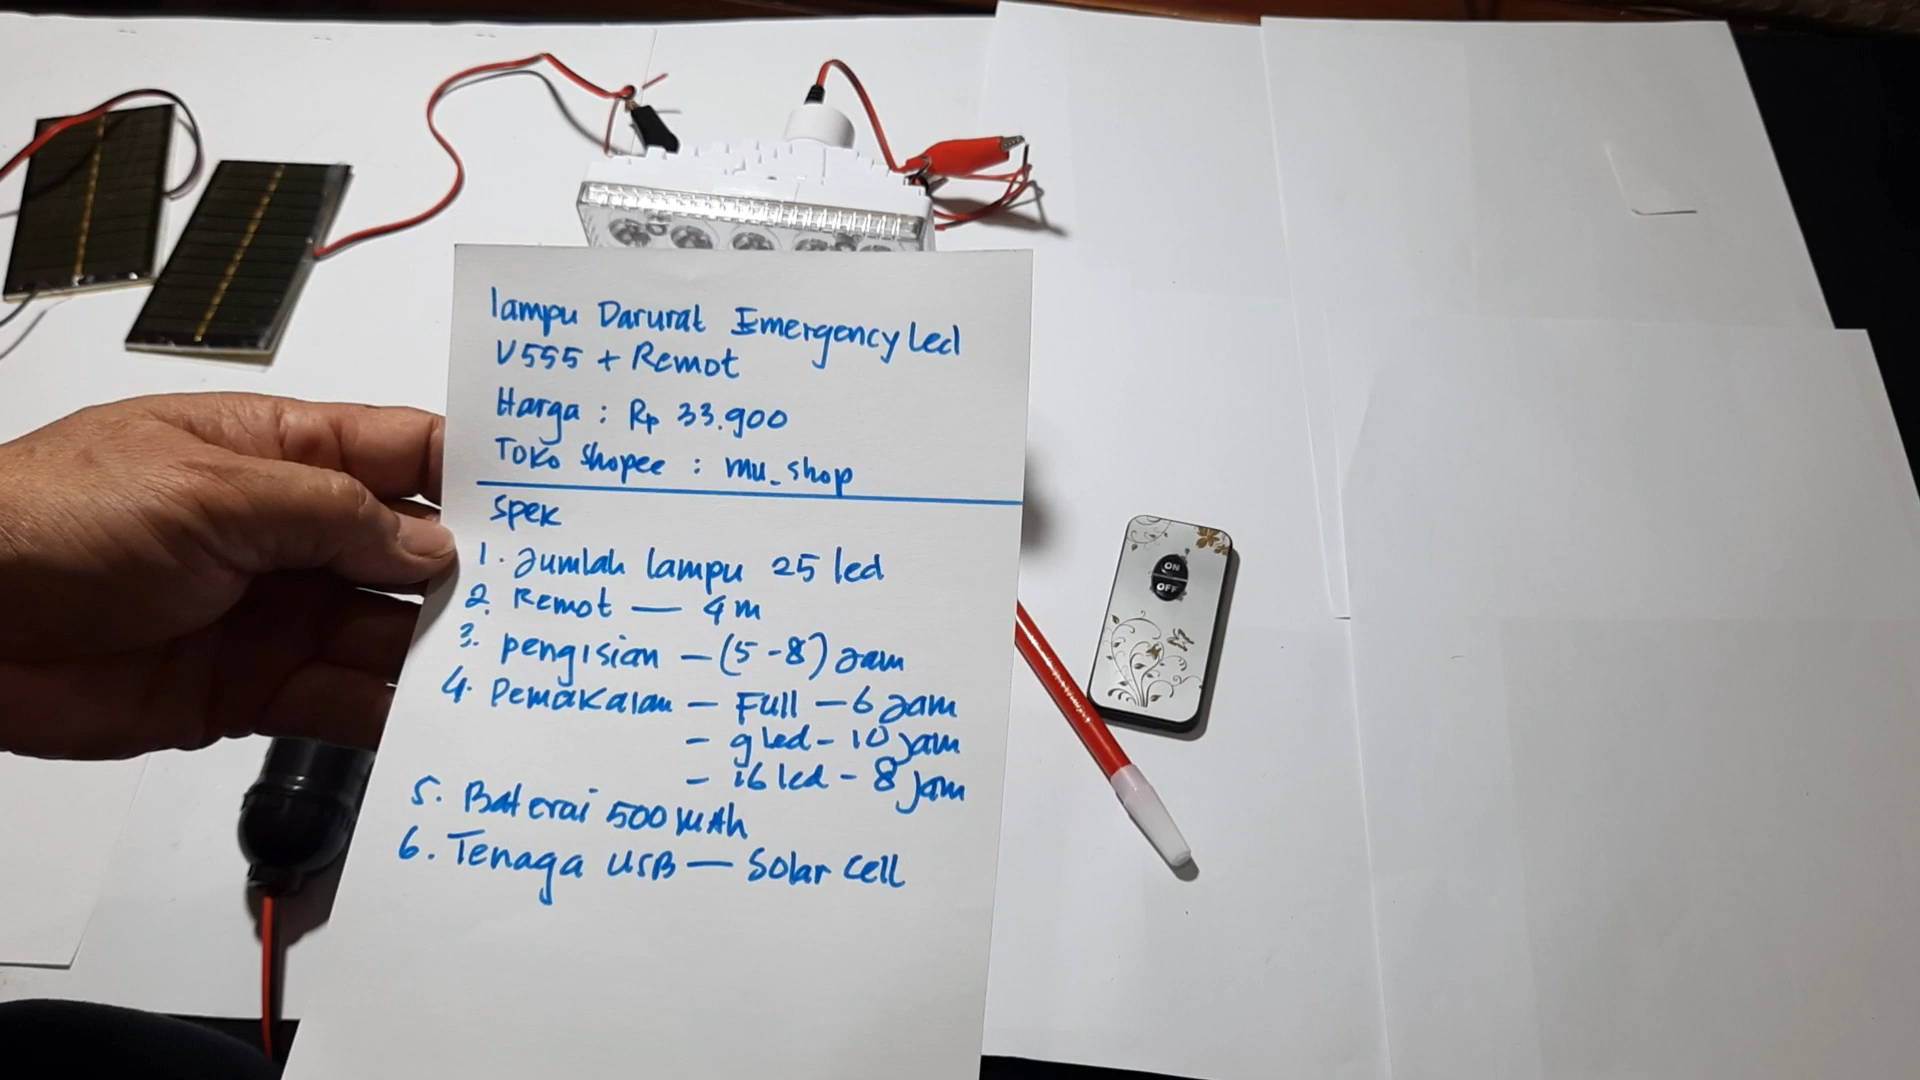 lampu Darurat Emergency Led
V555 + Remot
Harga : Rp 33.900
Toko Shopee : mu_shop
Spek
1. Jumlah lampu 25 led
2. Remot — 4 m
3. pengisian — (5-8) Jam
4. Pemakaian — Full — 6 Jam
- 9 led - 10 jam
- 16 led - 8 jam
5. Baterai 500 mAh
6. Tenaga USB — Solar cell
ON
OFF